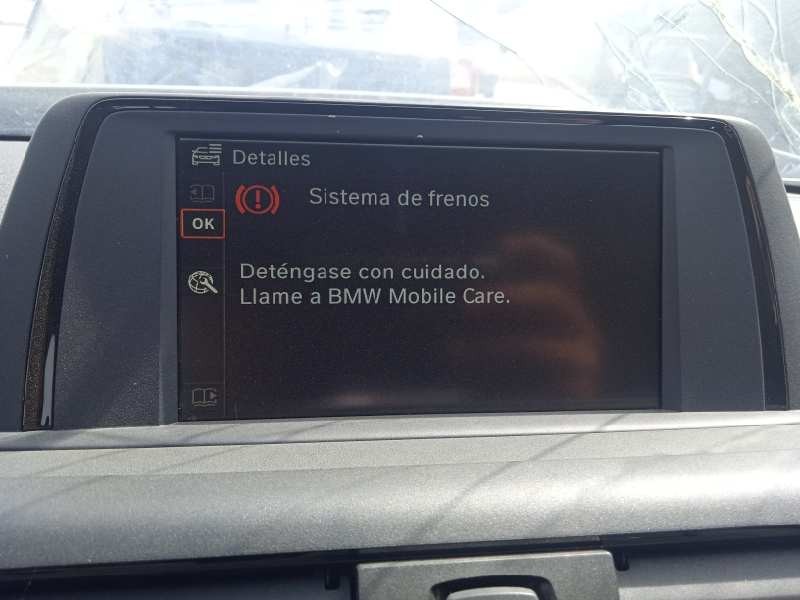 Detalles
Sistema de frenos
OK
Deténgase con cuidado.
Llame a BMW Mobile Care.